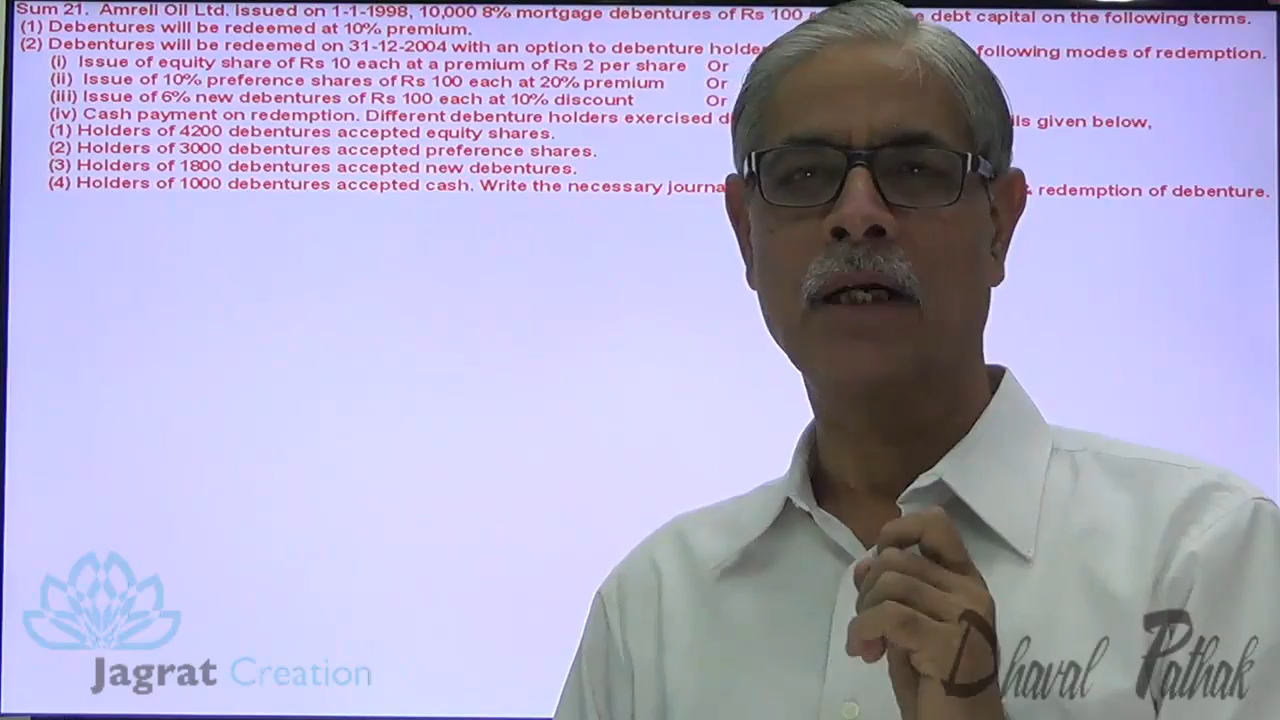 Sum 21. Amrell Oil Ltd. issued on 1-1-1998, 10,000 8% mortgage debentures of Rs 100 debt capital on the following terms.
(1) Debentures will be redeemed at 10% premium.
(2) Debentures will be redeemed on 31-12-2004 with an option to debenture following modes of redemption.
(i) Issue of equity share of Rs 10 each at a premium of Rs 2 per share Or
(ii) Issue of 10% preference shares of Rs 100 each at 20% premium Or
(iii) Issue of 6% new debentures of Rs 100 each at 10% discount Or
(iv) Cash payment on redemption. Different debenture holders exercised given below,
(1) Holders of 4200 debentures accepted equity shares.
(2) Holders of 3000 debentures accepted preference shares.
(3) Holders of 1800 debentures accepted new debentures.
(4) Holders of 1000 debentures accepted cash. Write the necessary redemption of debenture.
Jagrat Creation
Dhaval Pathak